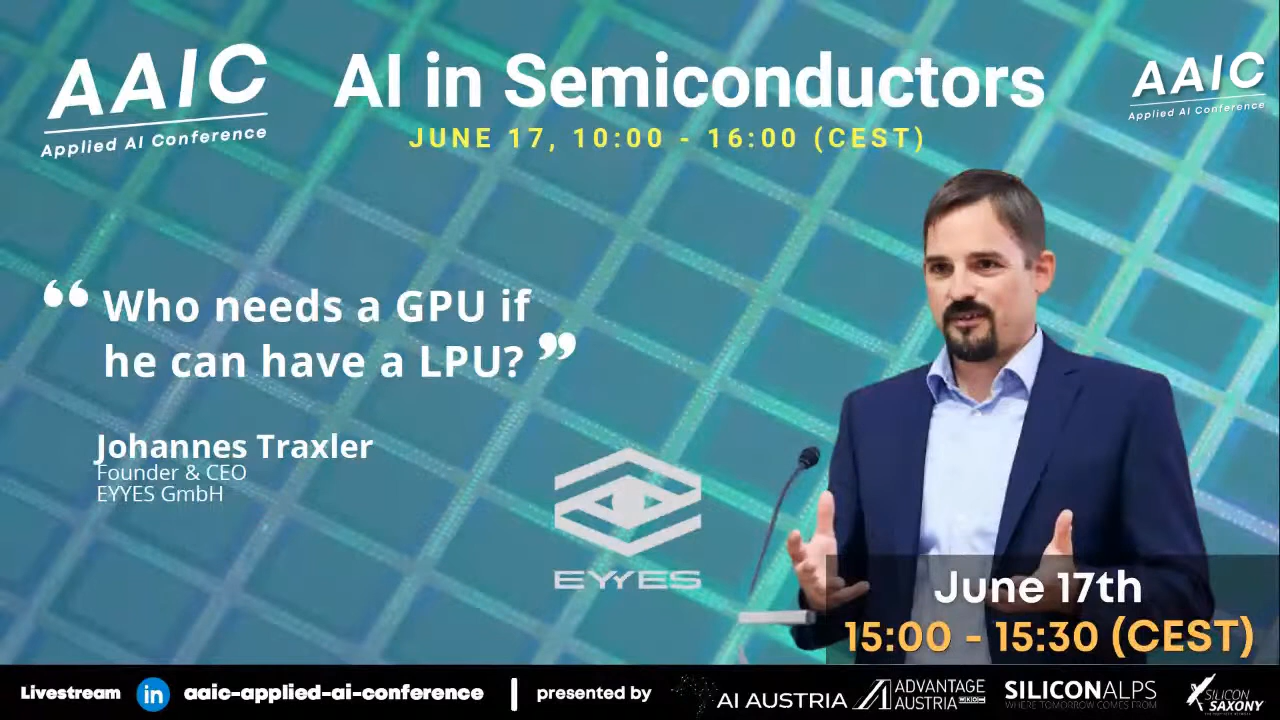 AAIC
Applied AI Conference
AI in Semiconductors
JUNE 17, 10:00 - 16:00 (CEST)
AAIC
Applied AI Conference
“ Who needs a GPU if
he can have a LPU? ”
Johannes Traxler
Founder & CEO
EYYES GmbH
EYYES
June 17th
15:00 - 15:30 (CEST)
Livestream in aaic-applied-ai-conference | presented by AI AUSTRIA
ADVANTAGE
AUSTRIA WKO
SILICONALPS
WHERE TOMORROW COMES FROM
SILICON
SAXONY